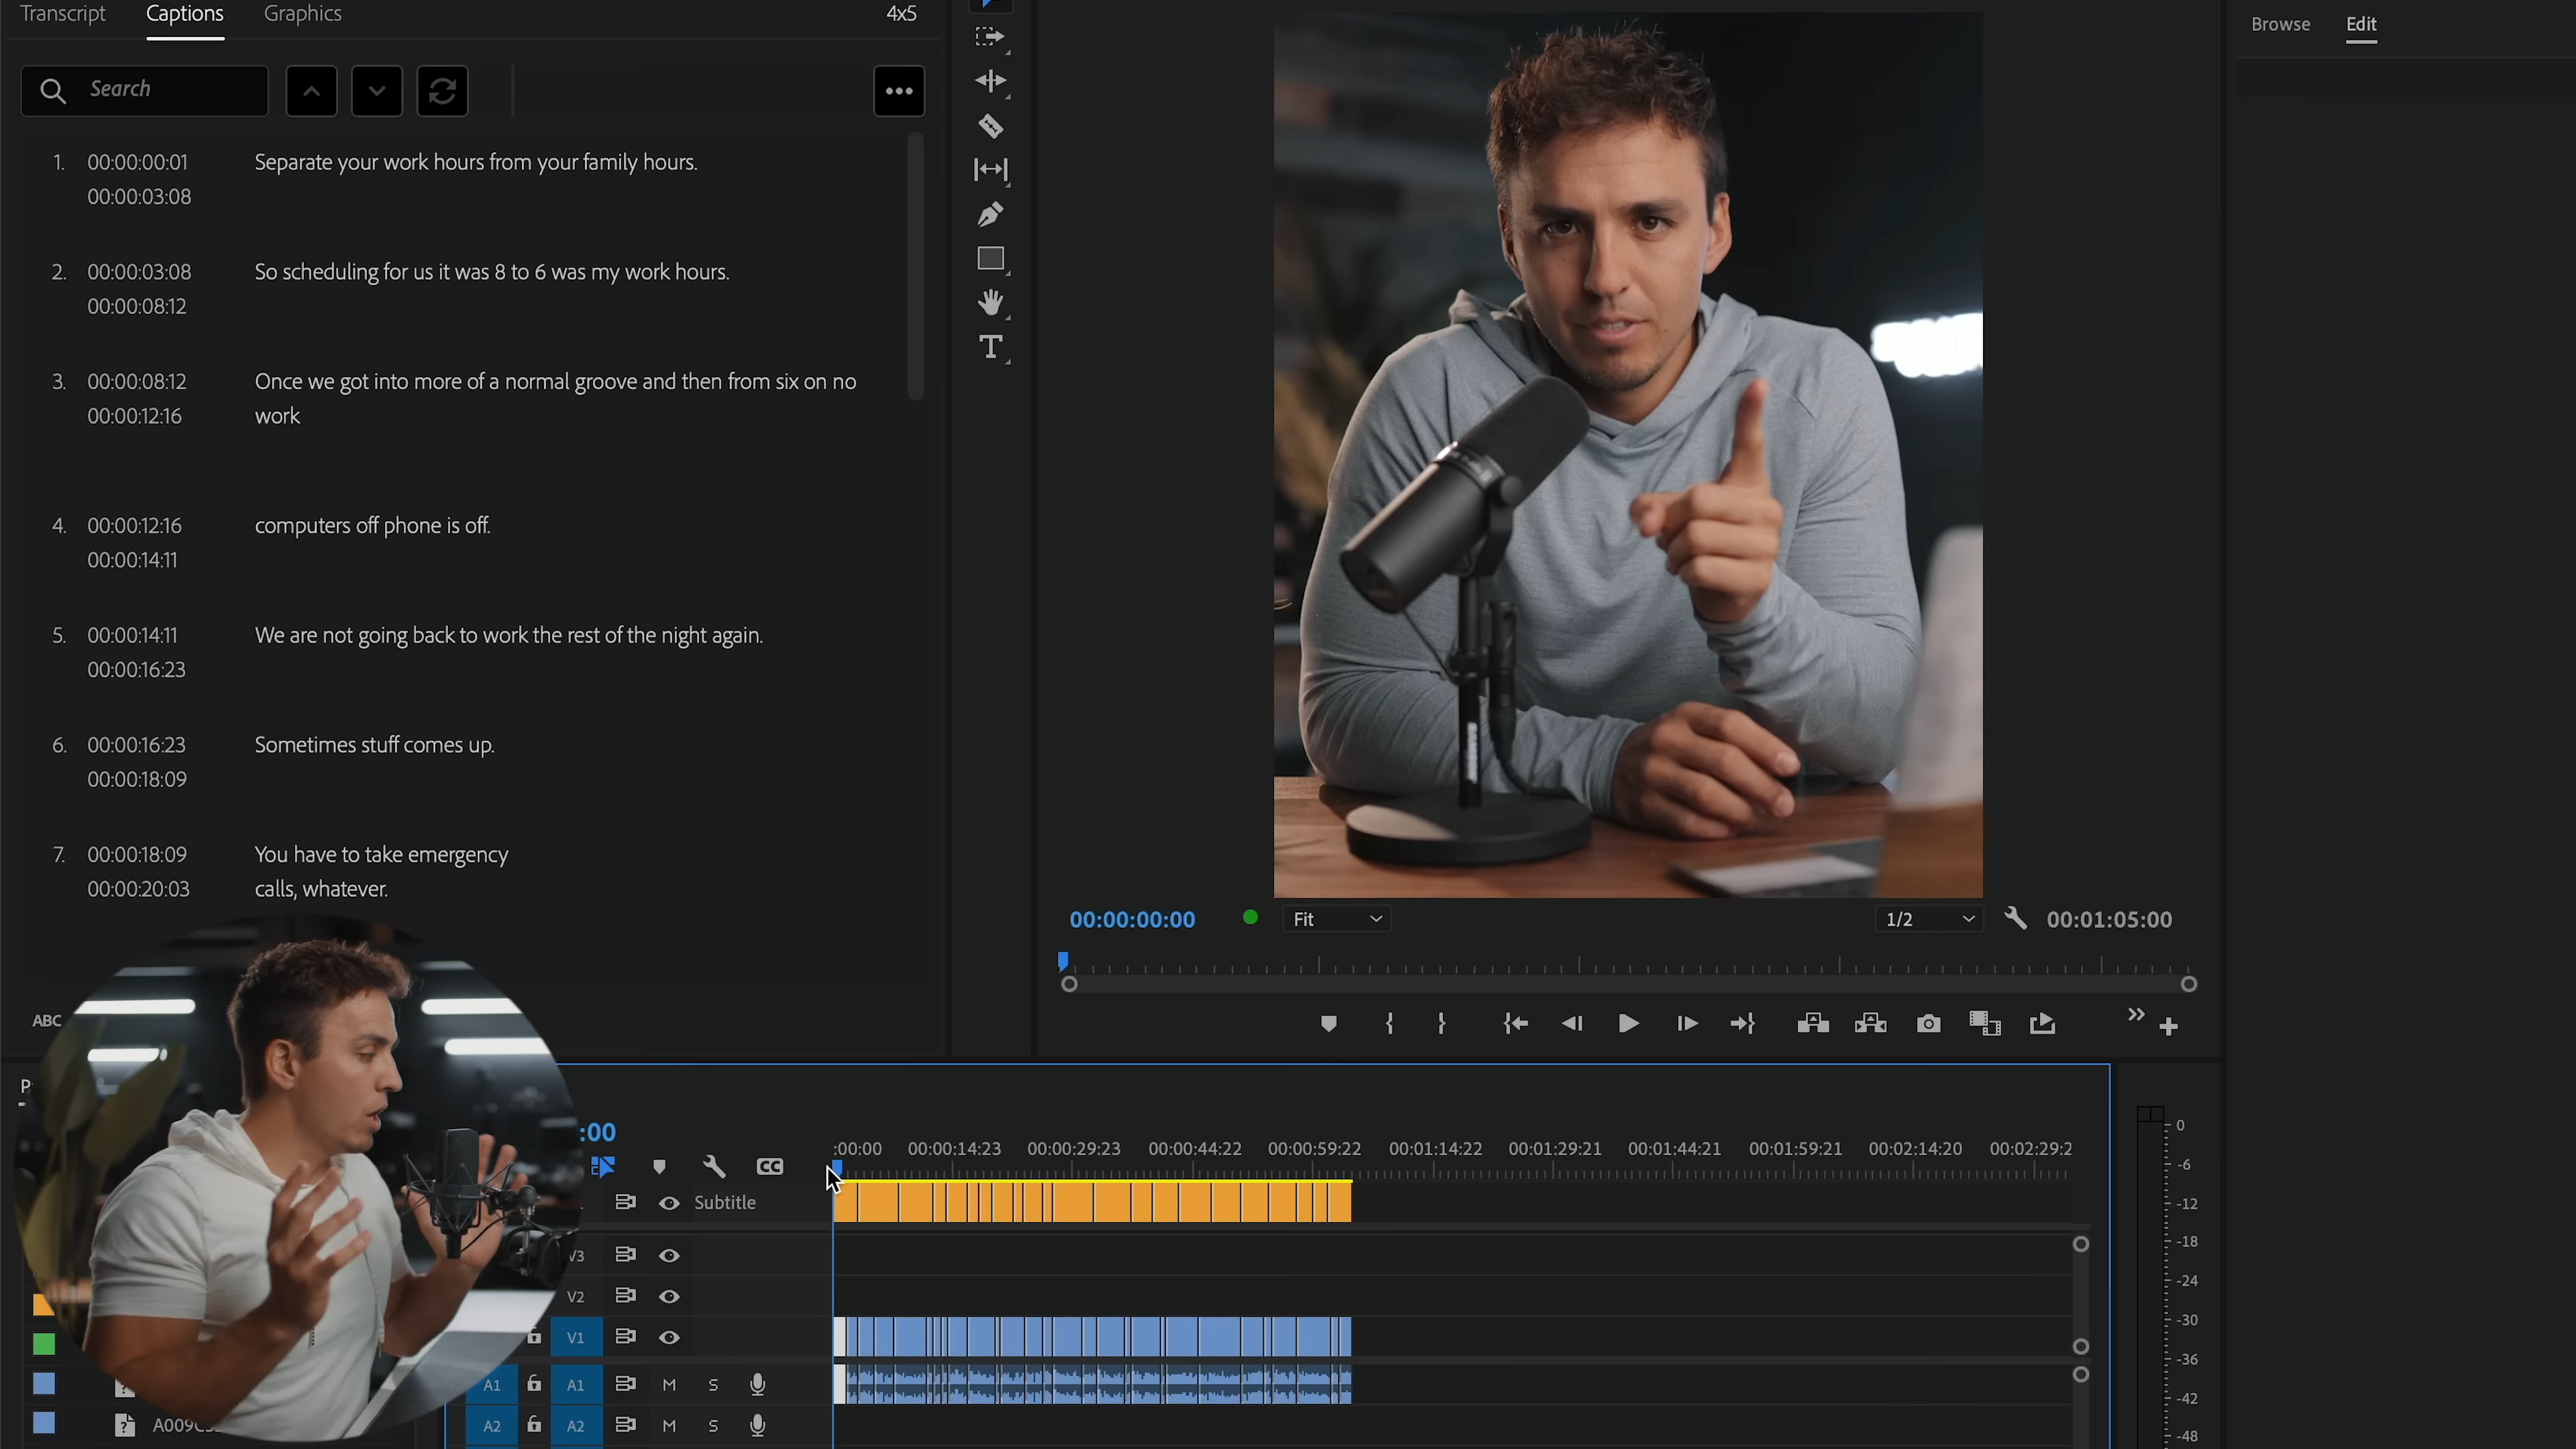 Transcript Captions Graphics 4x5
Browse Edit
Search
1. 00:00:00:01 Separate your work hours from your family hours.
00:00:03:08
2. 00:00:03:08 So scheduling for us it was 8 to 6 was my work hours.
00:00:08:12
3. 00:00:08:12 Once we got into more of a normal groove and then from six on no
00:00:12:16 work
4. 00:00:12:16 computers off phone is off.
00:00:14:11
5. 00:00:14:11 We are not going back to work the rest of the night again.
00:00:16:23
6. 00:00:16:23 Sometimes stuff comes up.
00:00:18:09
7. 00:00:18:09 You have to take emergency
00:00:20:03 calls, whatever.
ABC
T
00:00:00:00 Fit 1/2 00:01:05:00
P
:00
:00:00 00:00:14:23 00:00:29:23 00:00:44:22 00:00:59:22 00:01:14:22 00:01:29:21 00:01:44:21 00:01:59:21 00:02:14:20 00:02:29:2
CC
Subtitle
V3
V2
V1
A1 A1 M S
A2 A2 M S
A009C
0
-6
-12
-18
-24
-30
-36
-42
-48